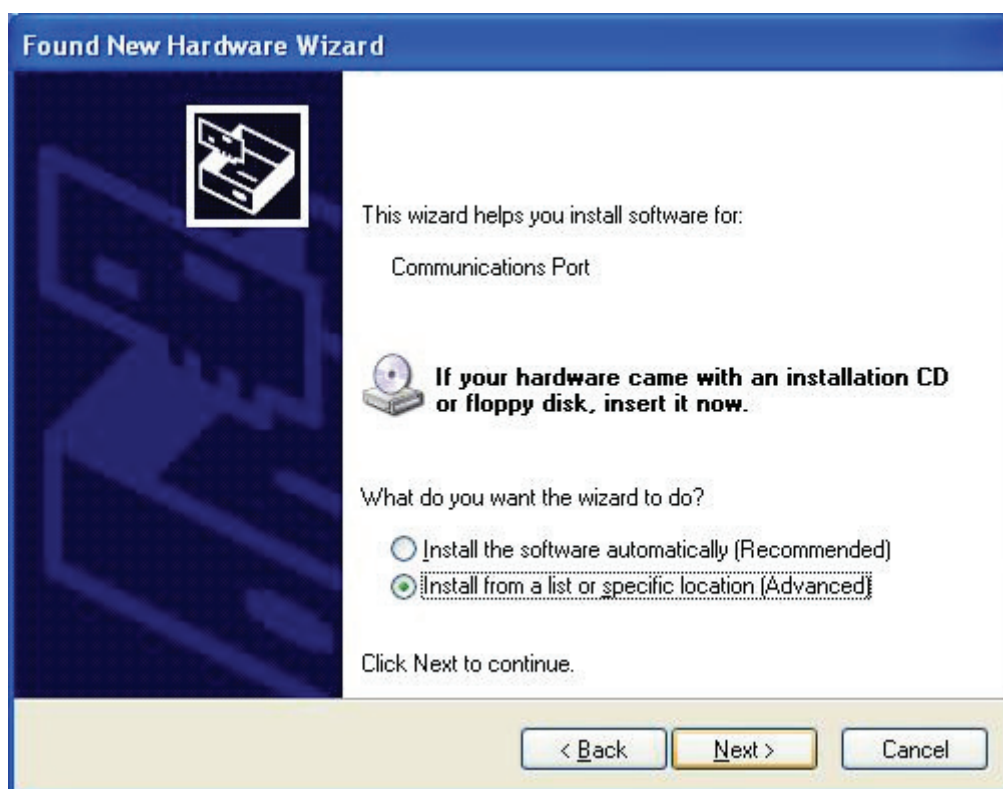 Found New Hardware Wizard
This wizard helps you install software for:
Communications Port
If your hardware came with an installation CD
or floppy disk, insert it now.
What do you want the wizard to do?
Install the software automatically (Recommended)
Install from a list or specific location (Advanced)
Click Next to continue.
< Back Next > Cancel